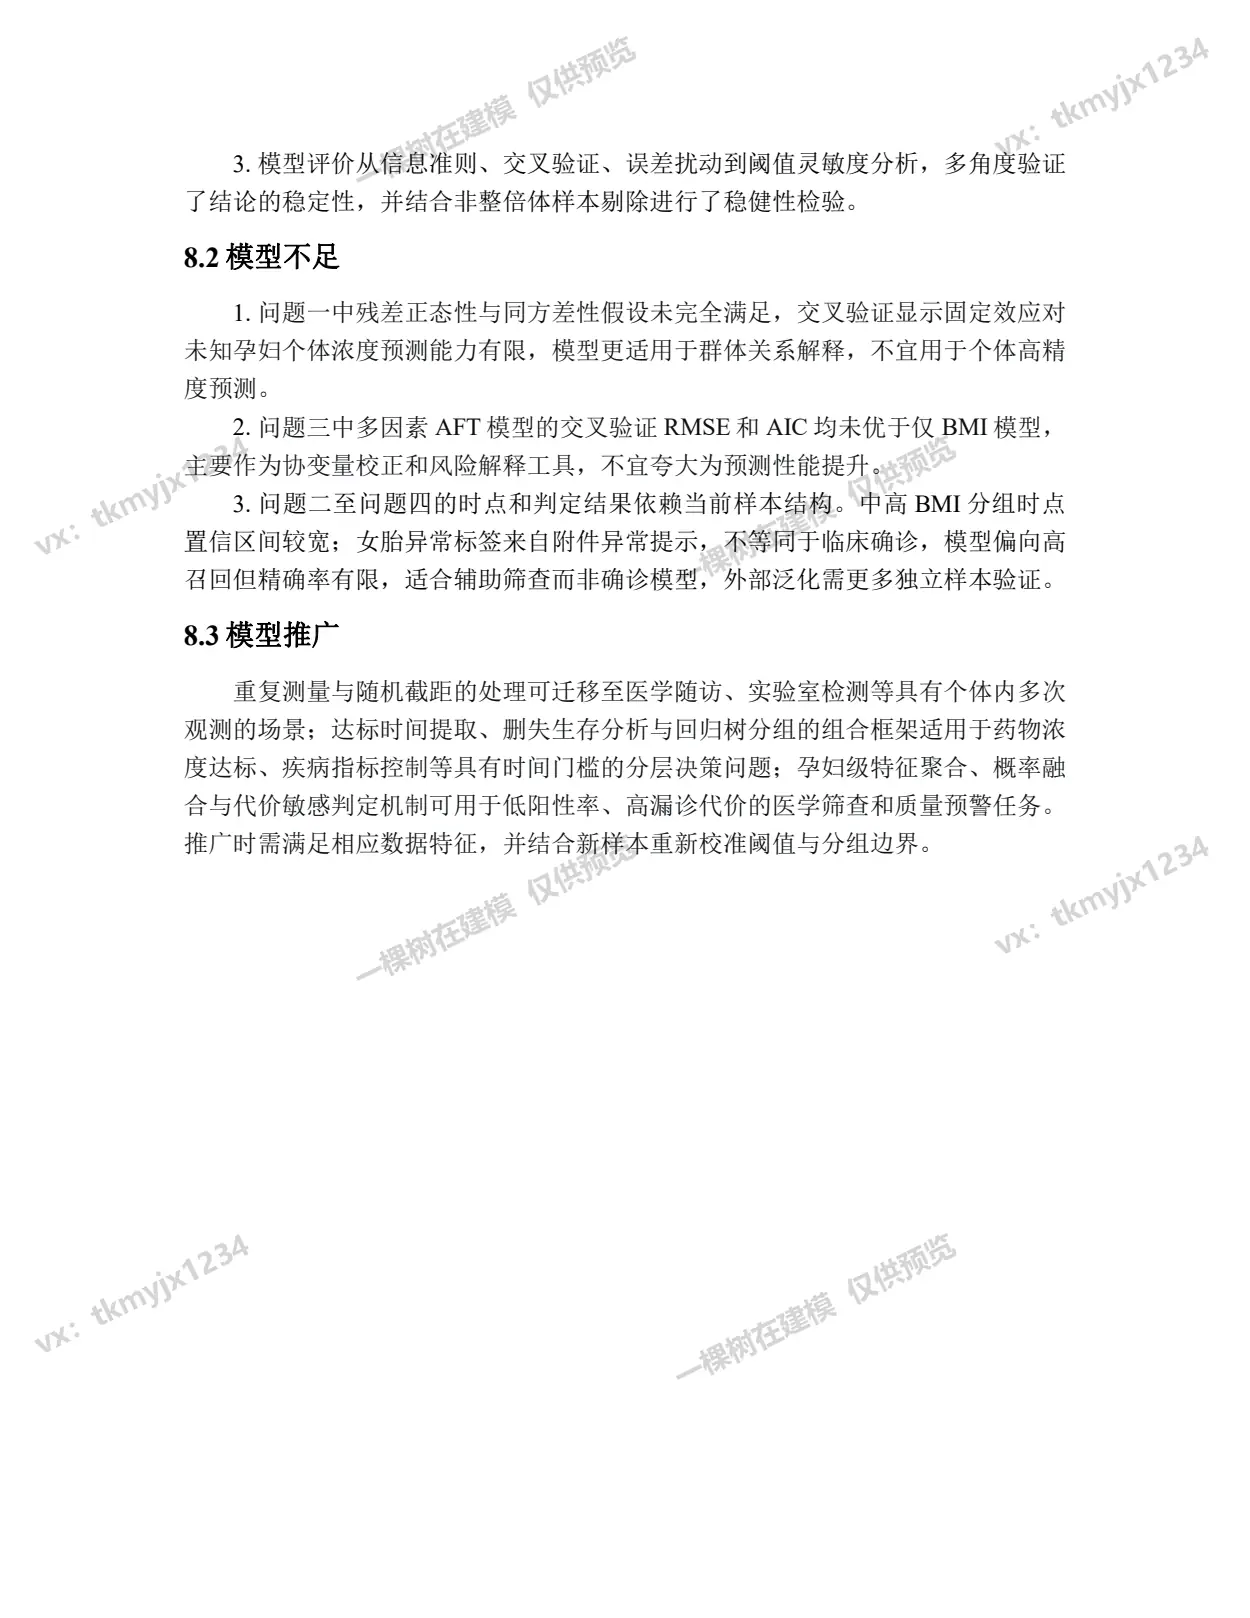 一棵树在建模 仅供预览
vx：tkmyjx1234
3. 模型评价从信息准则、交叉验证、误差扰动到阈值灵敏度分析，多角度验证
了结论的稳定性，并结合非整倍体样本剔除进行了稳健性检验。
8.2 模型不足
1. 问题一中残差正态性与同方差性假设未完全满足，交叉验证显示固定效应对
未知孕妇个体浓度预测能力有限，模型更适用于群体关系解释，不宜用于个体高精
度预测。
2. 问题三中多因素 AFT 模型的交叉验证 RMSE 和 AIC 均未优于仅 BMI 模型，
主要作为协变量校正和风险解释工具，不宜夸大为预测性能提升。
3. 问题二至问题四的时点和判定结果依赖当前样本结构。中高 BMI 分组时点
置信区间较宽；女胎异常标签来自附件异常提示，不等同于临床确诊，模型偏向高
召回但精确率有限，适合辅助筛查而非确诊模型，外部泛化需更多独立样本验证。
vx：tkmyjx1234
一棵树在建模 仅供预览
8.3 模型推广
重复测量与随机截距的处理可迁移至医学随访、实验室检测等具有个体内多次
观测的场景；达标时间提取、删失生存分析与回归树分组的组合框架适用于药物浓
度达标、疾病指标控制等具有时间门槛的分层决策问题；孕妇级特征聚合、概率融
合与代价敏感判定机制可用于低阳性率、高漏诊代价的医学筛查和质量预警任务。
推广时需满足相应数据特征，并结合新样本重新校准阈值与分组边界。
一棵树在建模 仅供预览
vx：tkmyjx1234
vx：tkmyjx1234
一棵树在建模 仅供预览